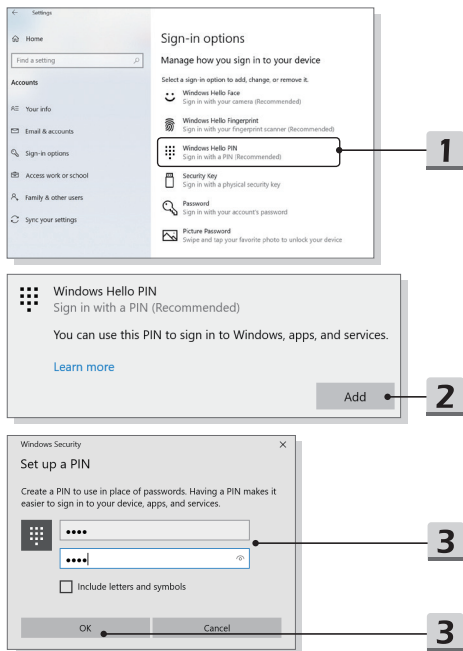 Settings
Home
Find a setting
Accounts
Your info
Email & accounts
Sign-in options
Access work or school
Family & other users
Sync your settings
Sign-in options
Manage how you sign in to your device
Select a sign-in option to add, change, or remove it.
Windows Hello Face
Sign in with your camera (Recommended)
Windows Hello Fingerprint
Sign in with your fingerprint scanner (Recommended)
Windows Hello PIN
Sign in with a PIN (Recommended)
Security Key
Sign in with a physical security key
Password
Sign in with your account's password
Picture Password
Swipe and tap your favorite photo to unlock your device
1
Windows Hello PIN
Sign in with a PIN (Recommended)
You can use this PIN to sign in to Windows, apps, and services.
Learn more
Add
2
Windows Security
Set up a PIN
Create a PIN to use in place of passwords. Having a PIN makes it
easier to sign in to your device, apps, and services.
3
Include letters and symbols
OK
Cancel
3